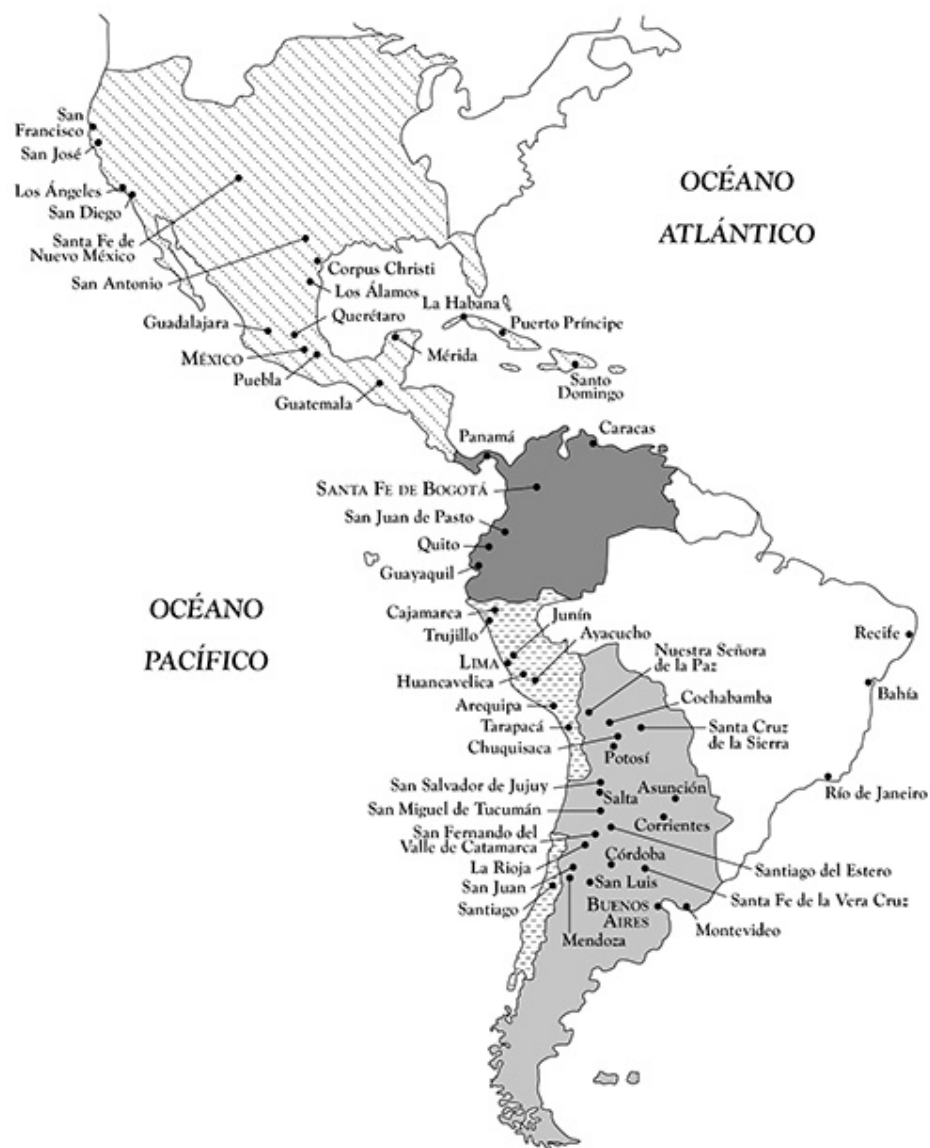 San
Francisco
San José
Los Ángeles
San Diego
Santa Fe de
Nuevo México
San Antonio
OCÉANO
ATLÁNTICO
Corpus Christi
Los Álamos
La Habana
Guadalajara
Querétaro
Puerto Príncipe
MÉXICO
Mérida
Puebla
Santo
Domingo
Guatemala
Panamá
Caracas
SANTA FE DE BOGOTÁ
San Juan de Pasto
Quito
Guayaquil
OCÉANO
PACÍFICO
Cajamarca
Trujillo
Junín
Ayacucho
LIMA
Huancavelica
Nuestra Señora
de la Paz
Recife
Bahía
Arequipa
Cochabamba
Tarapacá
Santa Cruz
de la Sierra
Chuquisaca
Potosí
San Salvador de Jujuy
Asunción
Río de Janeiro
Salta
San Miguel de Tucumán
Corrientes
San Fernando del
Valle de Catamarca
La Rioja
Córdoba
Santiago del Estero
San Juan
San Luis
Santiago
Santa Fe de la Vera Cruz
BUENOS
AIRES
Mendoza
Montevideo